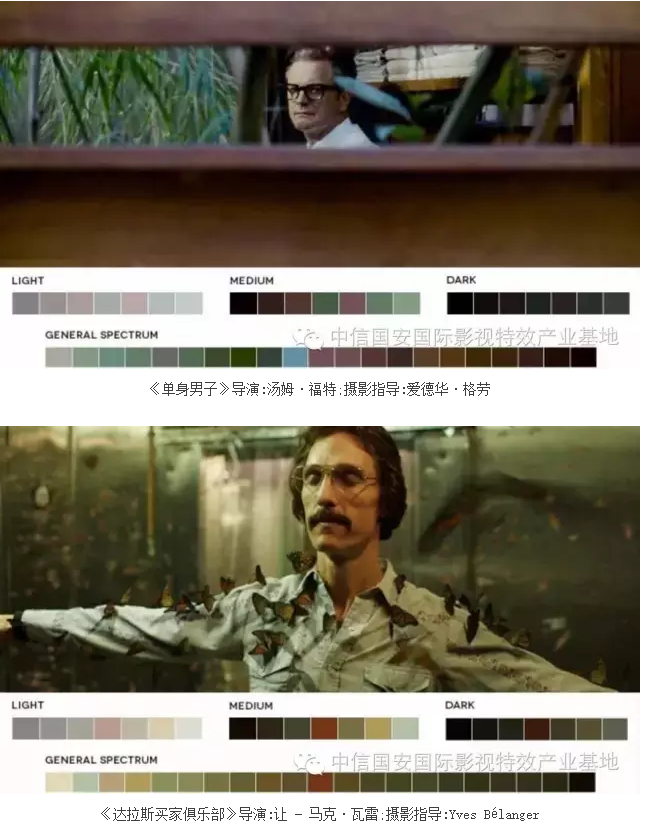 LIGHT
MEDIUM
DARK
GENERAL SPECTRUM
中信国安国际影视特效产业基地
《单身男子》导演:汤姆·福特;摄影指导:爱德华·格劳
LIGHT
MEDIUM
DARK
GENERAL SPECTRUM
中信国安国际影视特效产业基地
《达拉斯买家俱乐部》导演:让 - 马克·瓦雷;摄影指导:Yves Bélanger